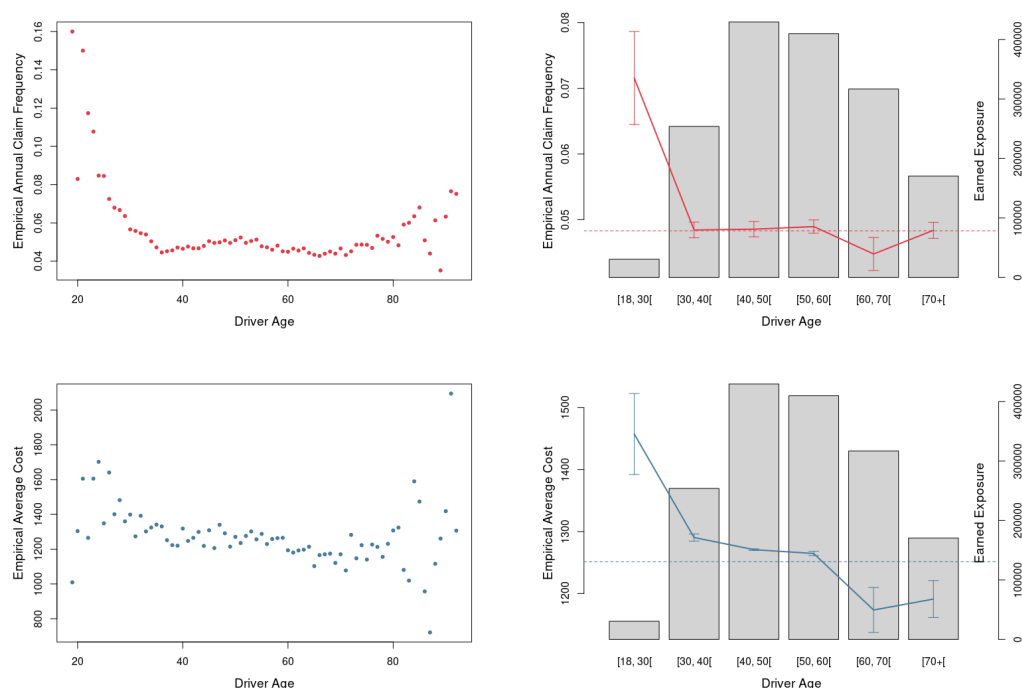 Empirical Annual Claim Frequency
0.04 0.06 0.08 0.10 0.12 0.14 0.16
20 40 60 80
Driver Age
Empirical Annual Claim Frequency
0.05 0.06 0.07 0.08
[18, 30[ [30, 40[ [40, 50[ [50, 60[ [60, 70[ [70+[
Driver Age
0 100000 200000 300000 400000
Earned Exposure
Empirical Average Cost
800 1000 1200 1400 1600 1800 2000
20 40 60 80
Driver Age
Empirical Average Cost
1200 1300 1400 1500
[18, 30[ [30, 40[ [40, 50[ [50, 60[ [60, 70[ [70+[
Driver Age
0 100000 200000 300000 400000
Earned Exposure